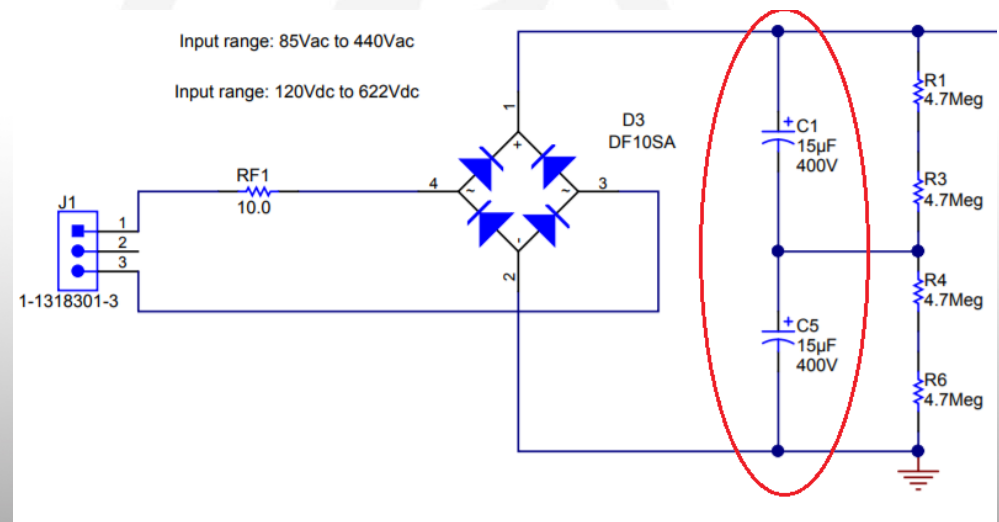 Input range: 85Vac to 440Vac
Input range: 120Vdc to 622Vdc
D3
DF10SA
1
+
C1
15µF
400V
R1
4.7Meg
RF1
10.0
4
~
~
3
R3
4.7Meg
J1
1
2
3
1-1318301-3
-
2
R4
4.7Meg
+
C5
15µF
400V
R6
4.7Meg